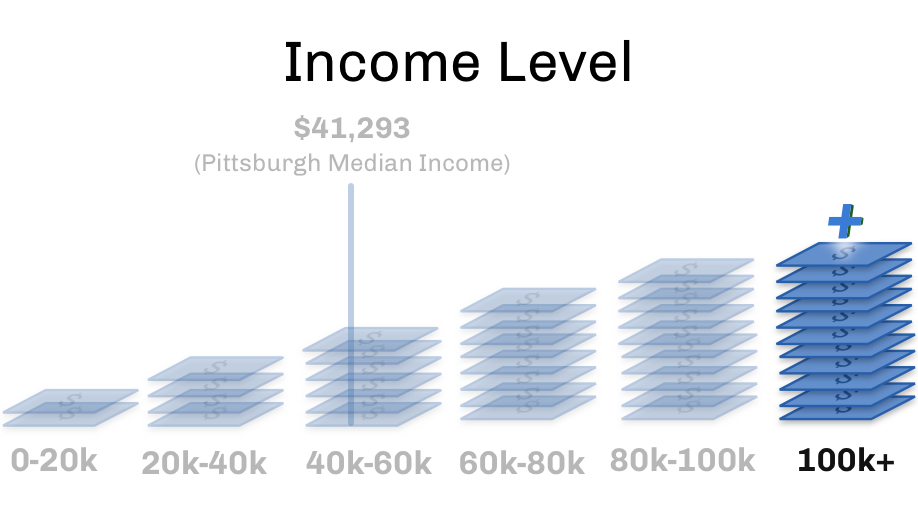 Income Level
$41,293
(Pittsburgh Median Income)
+
0-20k
20k-40k
40k-60k
60k-80k
80k-100k
100k+